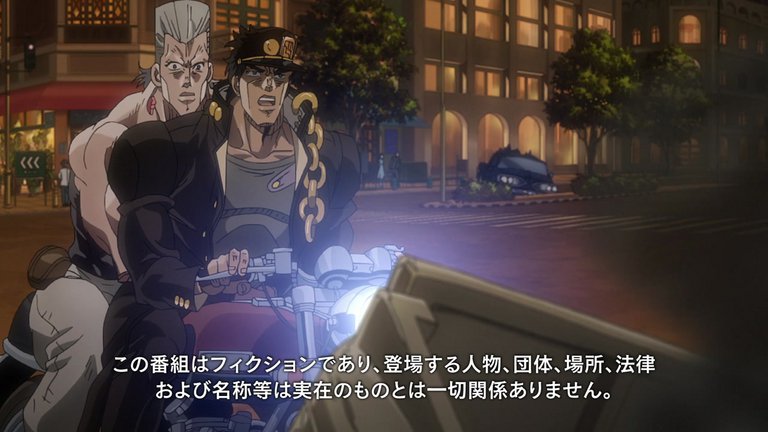 この番組はフィクションであり、登場する人物、団体、場所、法律
および名称等は実在のものとは一切関係ありません。